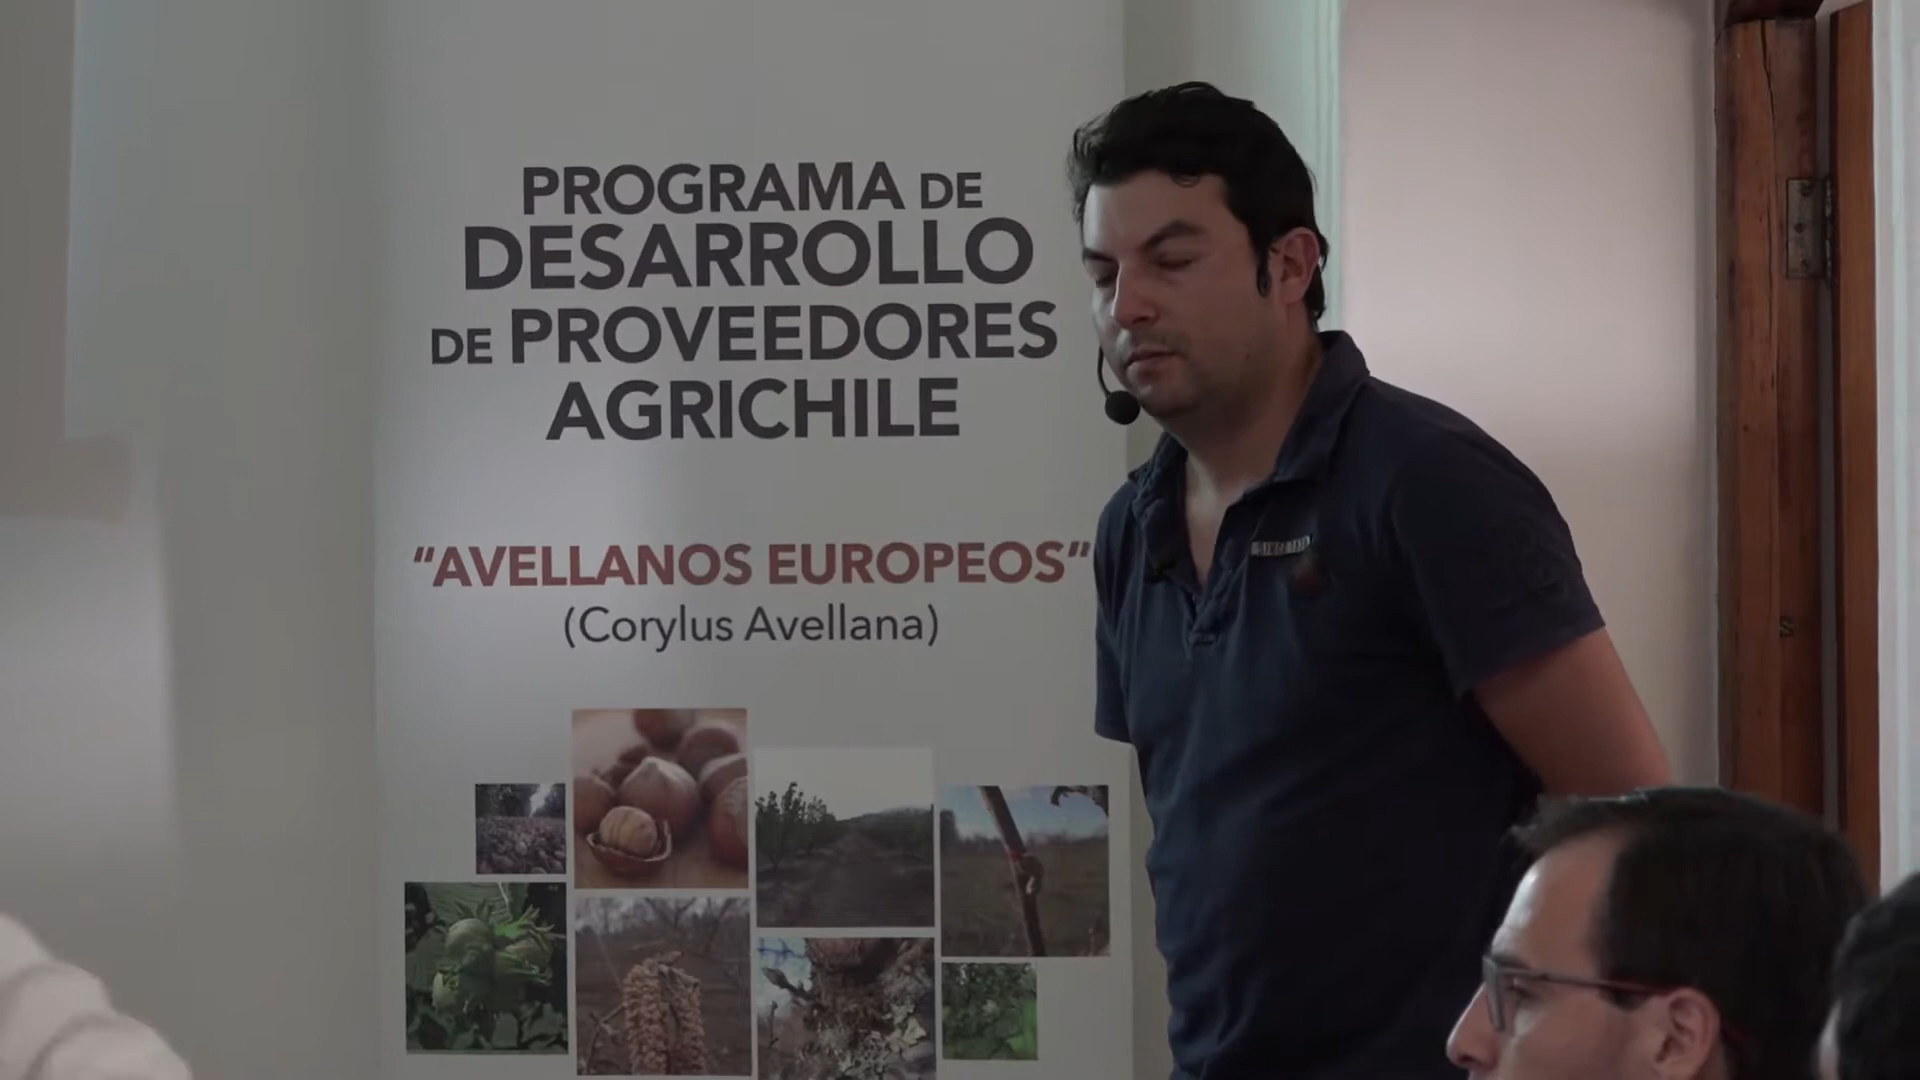 PROGRAMA DE
DESARROLLO
DE PROVEEDORES
AGRICHILE
“AVELLANOS EUROPEOS”
(Corylus Avellana)